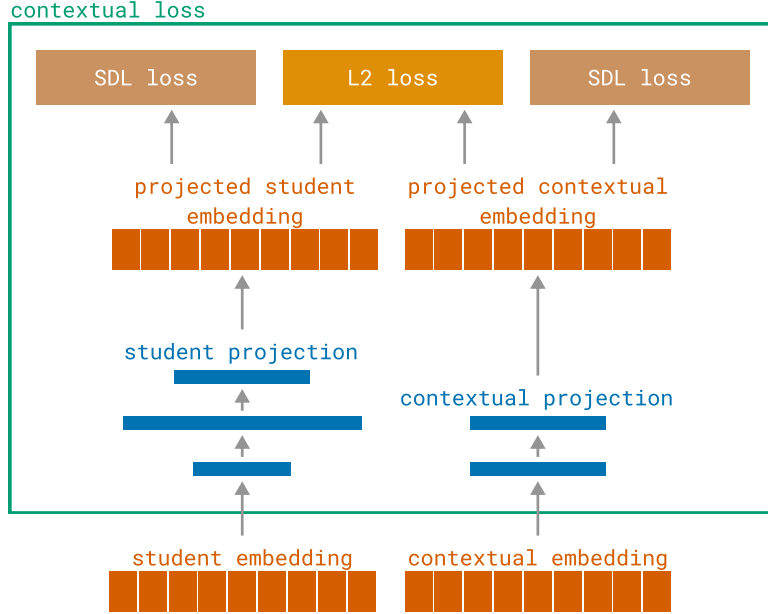 contextual loss
SDL loss
L2 loss
SDL loss
projected student
embedding
projected contextual
embedding
student projection
contextual projection
student embedding
contextual embedding